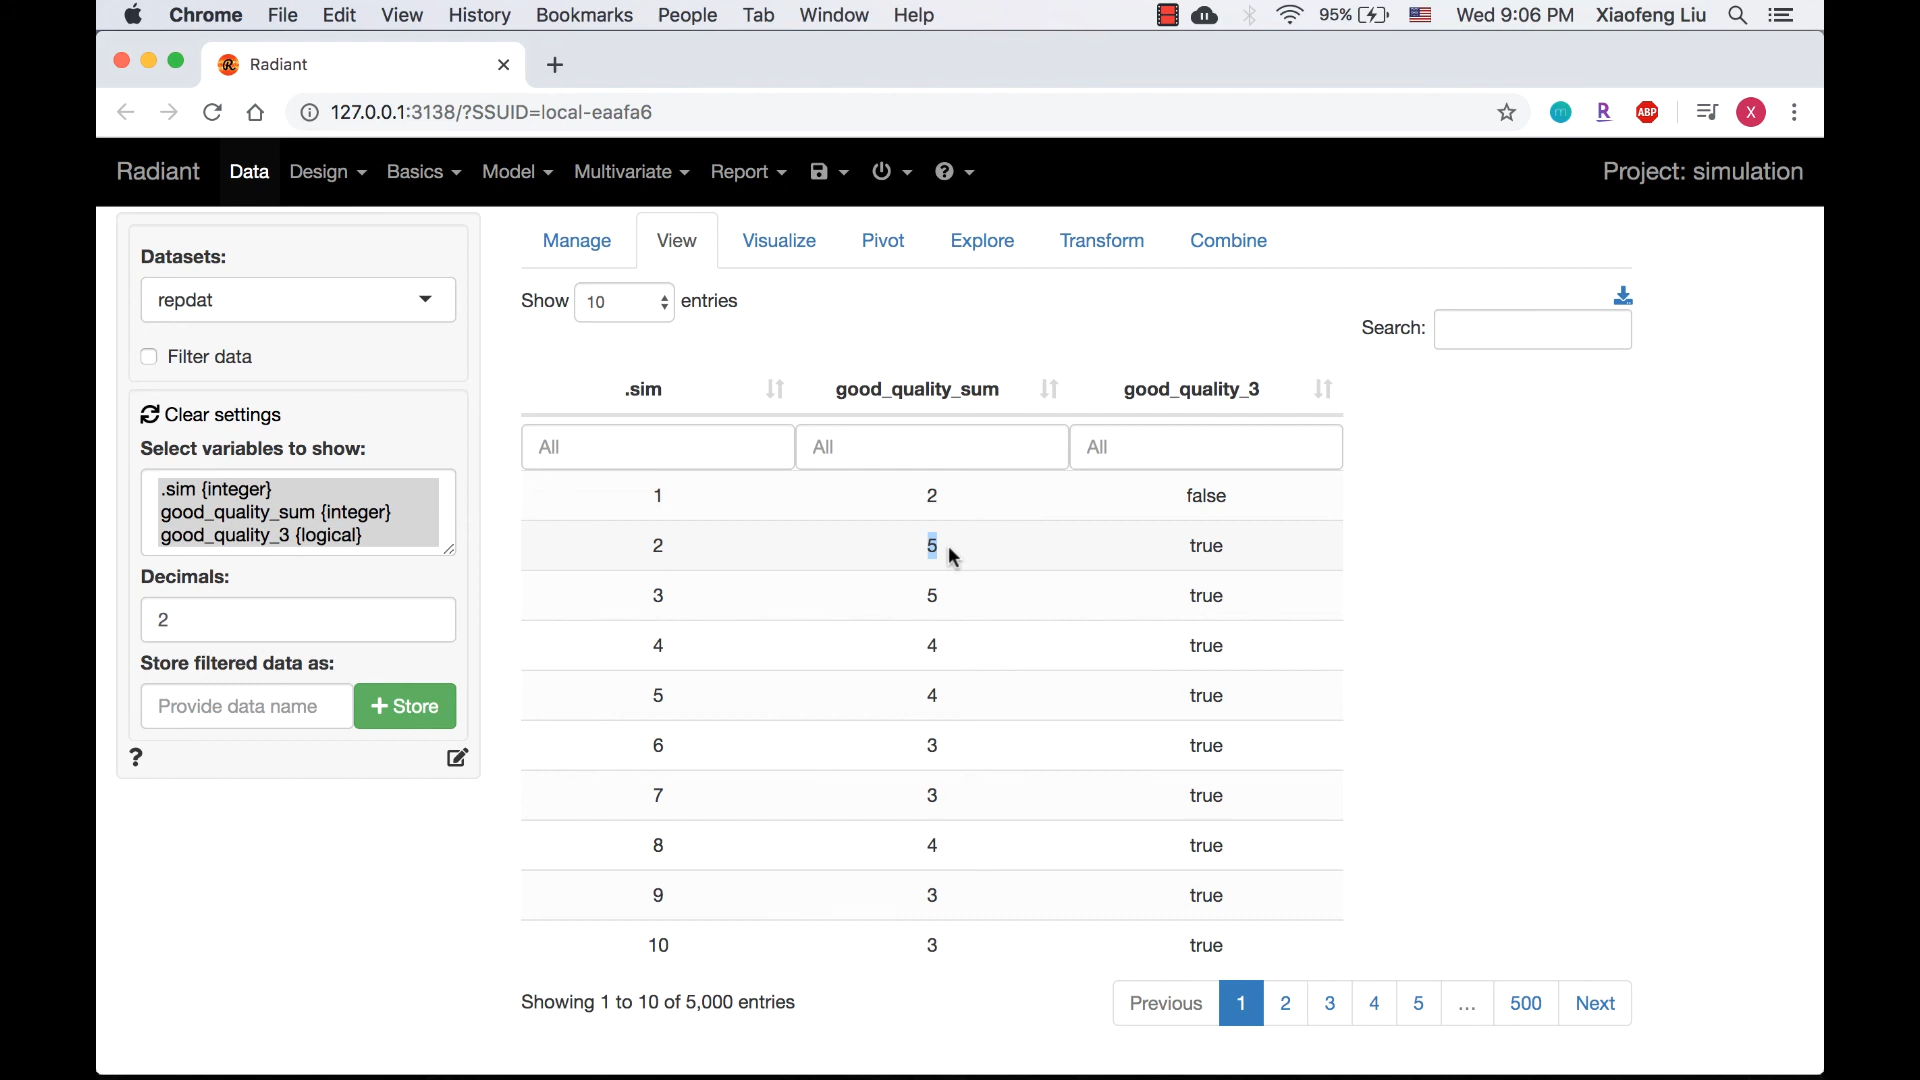 Chrome File Edit View History Bookmarks People Tab Window Help 95% Wed 9:06 PM Xiaofeng Liu
Radiant
127.0.0.1:3138/?SSUID=local-eaafa6 m R ABP X
Radiant Data Design Basics Model Multivariate Report Project: simulation
Manage View Visualize Pivot Explore Transform Combine
Datasets:
repdat
Filter data
Clear settings
Select variables to show:
.sim {integer}
good_quality_sum {integer}
good_quality_3 {logical}
Decimals:
2
Store filtered data as:
Provide data name + Store
?
Show 10 entries
Search:
.sim good_quality_sum good_quality_3
All All All
1 2 false
2 5 true
3 5 true
4 4 true
5 4 true
6 3 true
7 3 true
8 4 true
9 3 true
10 3 true
Showing 1 to 10 of 5,000 entries
Previous 1 2 3 4 5 ... 500 Next